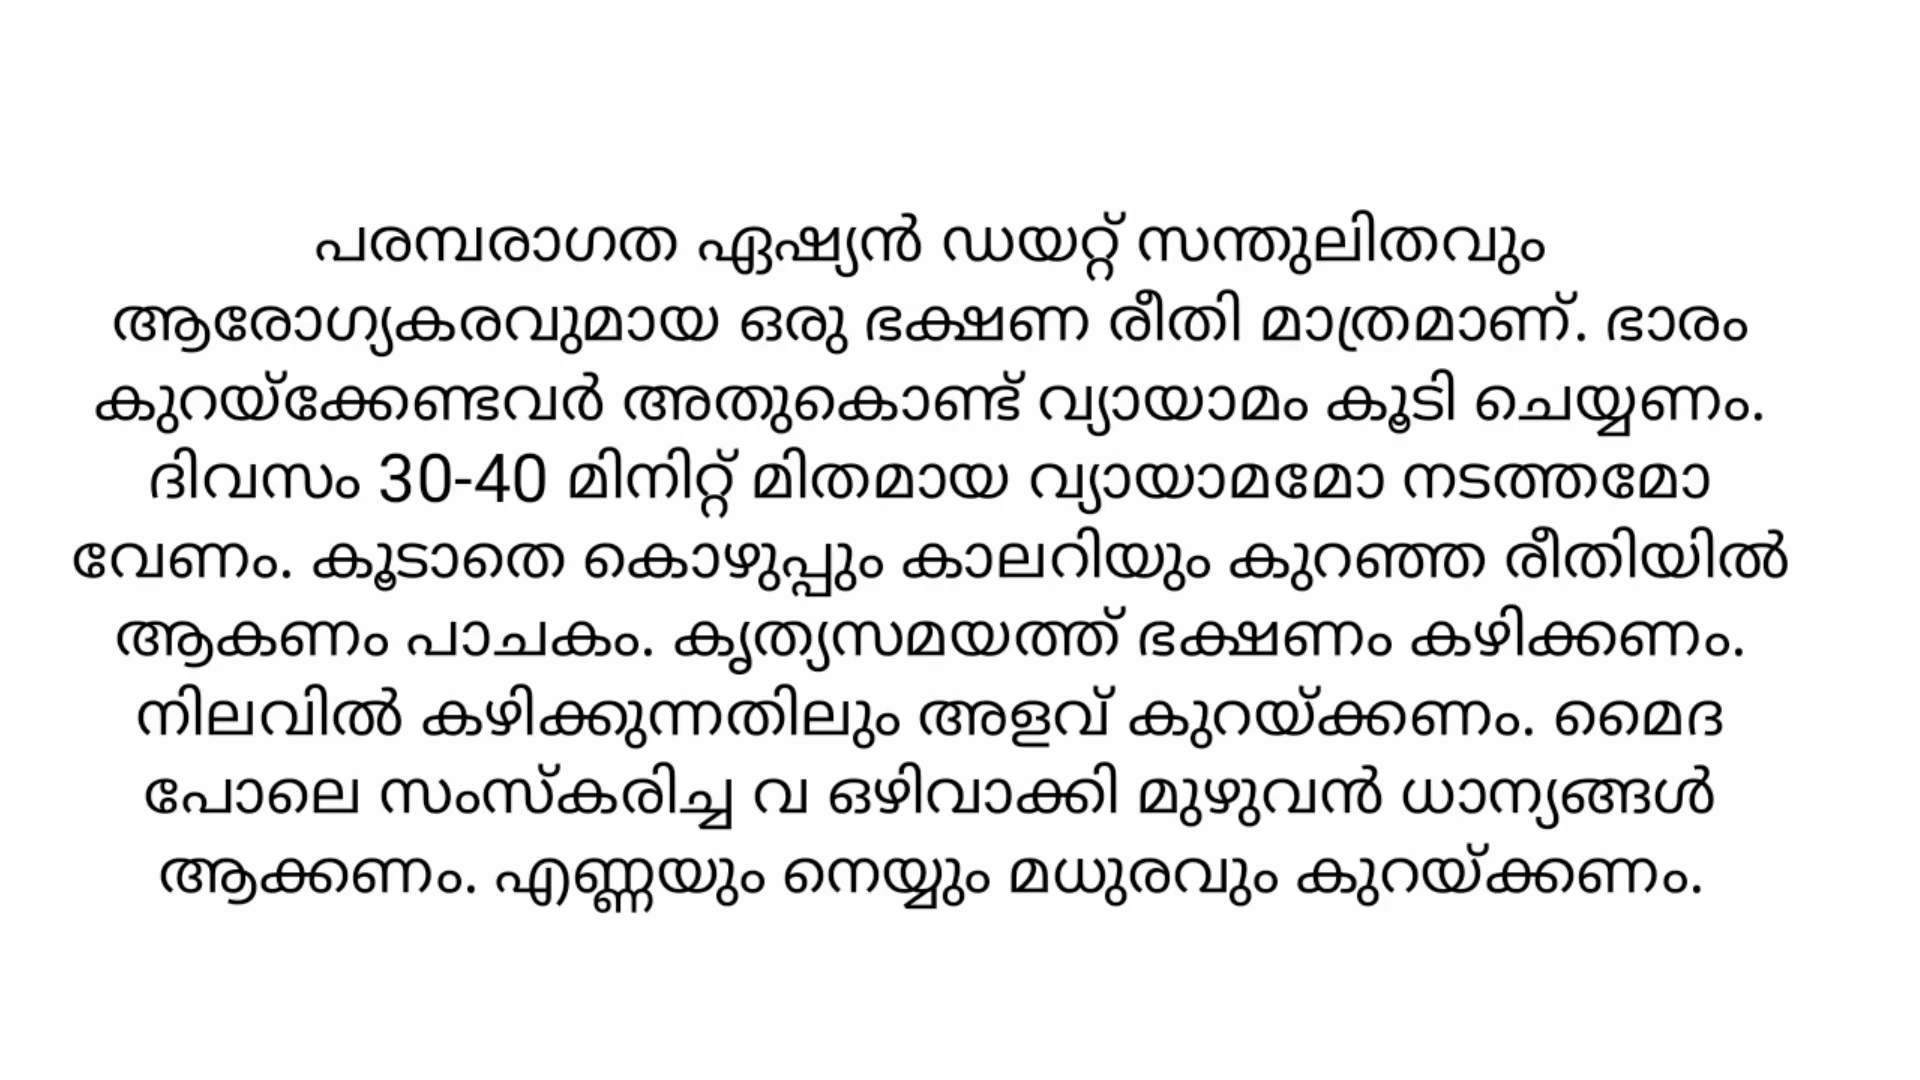 പരമ്പരാഗത ഏഷ്യൻ ഡയറ്റ് സന്തുലിതവും
ആരോഗ്യകരവുമായ ഒരു ഭക്ഷണ രീതി മാത്രമാണ്. ഭാരം
കുറയ്ക്കേണ്ടവർ അതുകൊണ്ട് വ്യായാമം കൂടി ചെയ്യണം.
ദിവസം 30-40 മിനിറ്റ് മിതമായ വ്യായാമമോ നടത്തമോ
വേണം. കൂടാതെ കൊഴുപ്പും കാലറിയും കുറഞ്ഞ രീതിയിൽ
ആകണം പാചകം. കൃത്യസമയത്ത് ഭക്ഷണം കഴിക്കണം.
നിലവിൽ കഴിക്കുന്നതിലും അളവ് കുറയ്ക്കണം. മൈദ
പോലെ സംസ്കരിച്ച വ ഒഴിവാക്കി മുഴുവൻ ധാന്യങ്ങൾ
ആക്കണം. എണ്ണയും നെയ്യും മധുരവും കുറയ്ക്കണം.